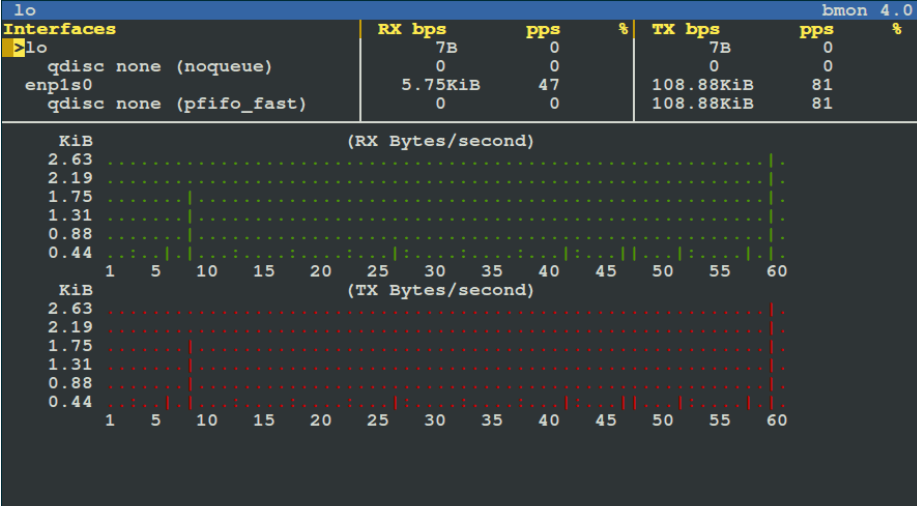 lo bmon 4.0
Interfaces RX bps pps % TX bps pps %
>lo 7B 0 7B 0
qdisc none (noqueue) 0 0 0 0
enp1s0 5.75KiB 47 108.88KiB 81
qdisc none (pfifo_fast) 0 0 108.88KiB 81
KiB (RX Bytes/second)
2.63
2.19
1.75
1.31
0.88
0.44
1 5 10 15 20 25 30 35 40 45 50 55 60
KiB (TX Bytes/second)
2.63
2.19
1.75
1.31
0.88
0.44
1 5 10 15 20 25 30 35 40 45 50 55 60